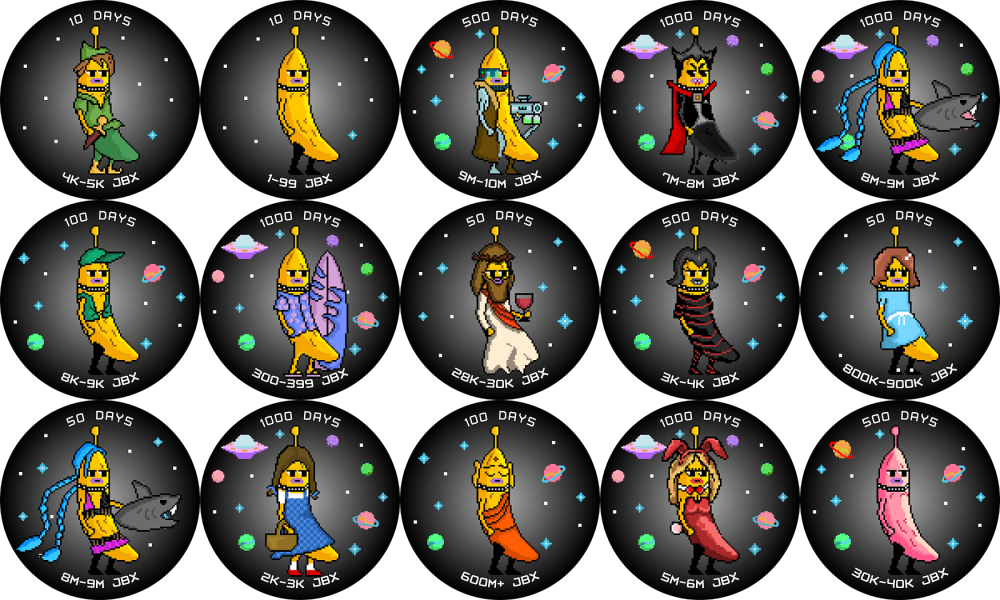 10 DAYS
4K-5K JBX
10 DAYS
1-99 JBX
500 DAYS
9M-10M JBX
1000 DAYS
7M-8M JBX
1000 DAYS
8M-9M JBX
100 DAYS
8K-9K JBX
1000 DAYS
300-399 JBX
50 DAYS
28K-30K JBX
500 DAYS
3K-4K JBX
50 DAYS
800K-900K JBX
50 DAYS
8M-9M JBX
1000 DAYS
2K-3K JBX
100 DAYS
600M+ JBX
1000 DAYS
5M-6M JBX
500 DAYS
30K-40K JBX